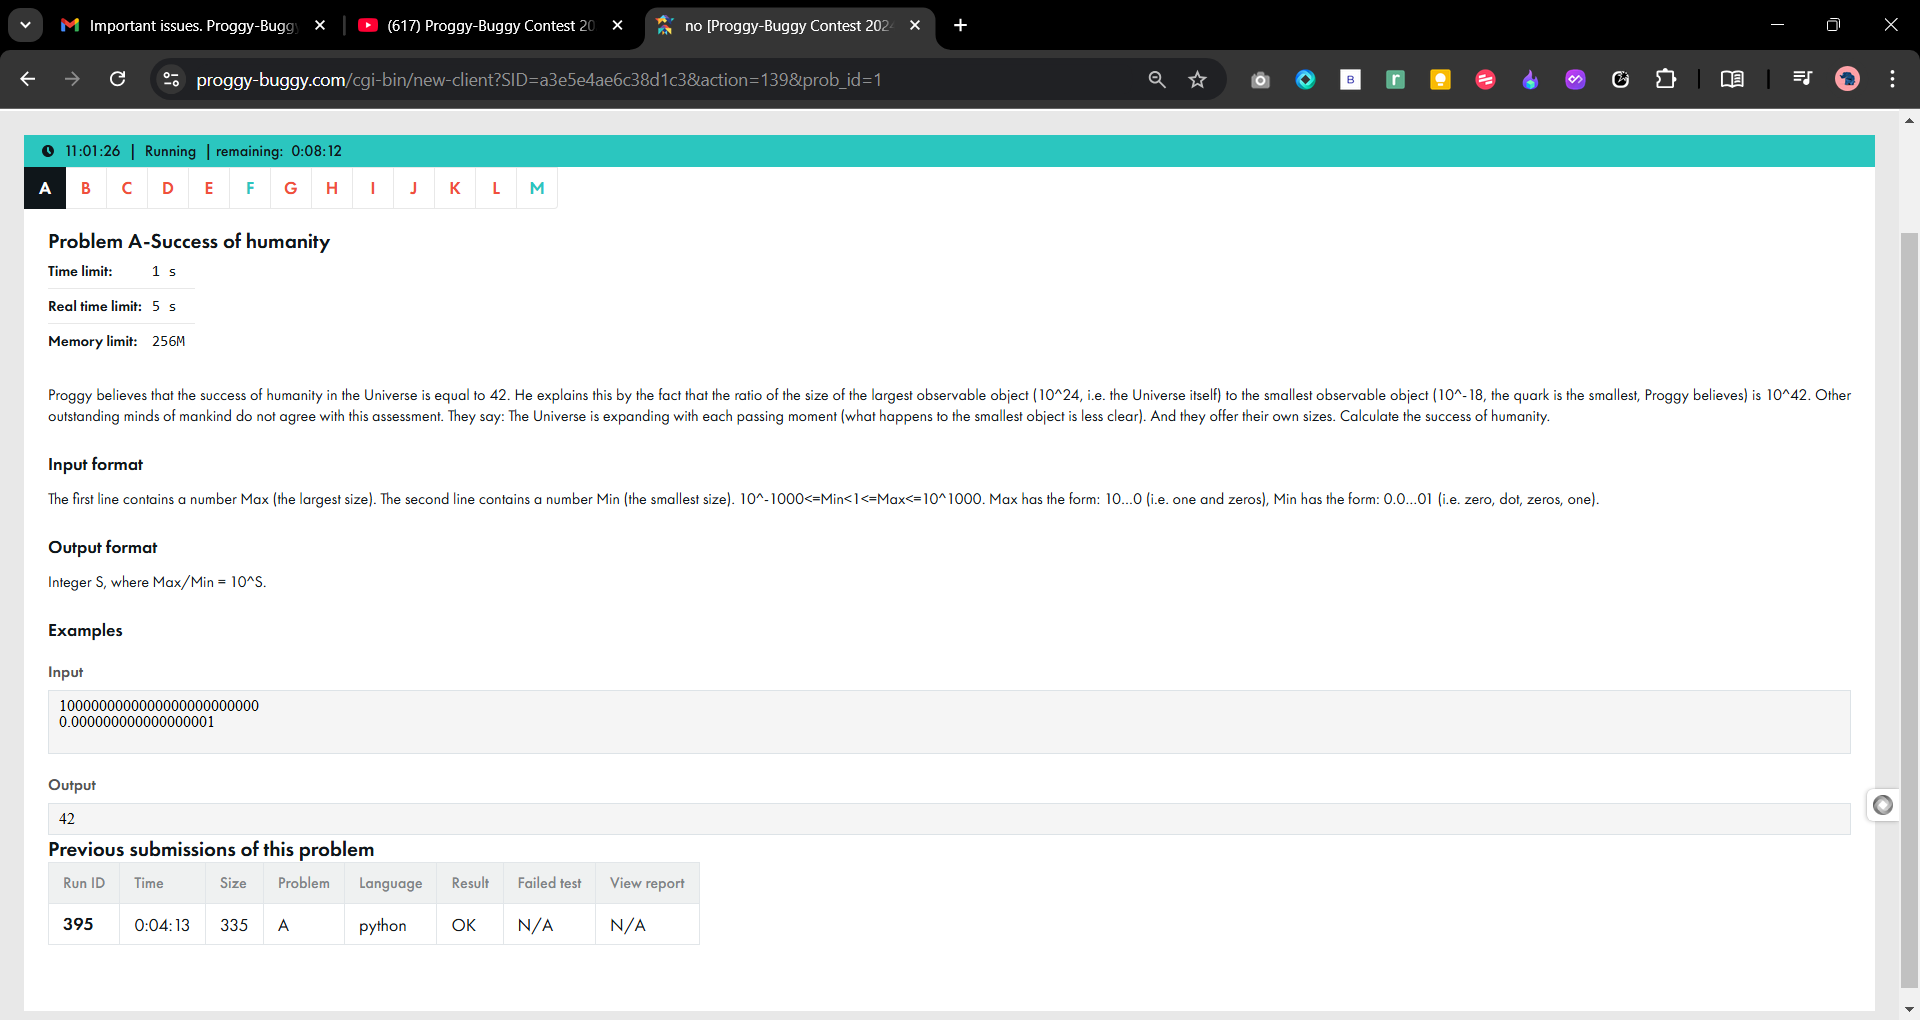 Important issues. Proggy-Bugg
(617) Proggy-Buggy Contest 20
no [Proggy-Buggy Contest 202
proggy-buggy.com/cgi-bin/new-client?SID=a3e5e4ae6c38d1c3&action=139&prob_id=1
11:01:26 | Running | remaining: 0:08:12
A B C D E F G H I J K L M
Problem A-Success of humanity
Time limit: 1 s
Real time limit: 5 s
Memory limit: 256M
Proggy believes that the success of humanity in the Universe is equal to 42. He explains this by the fact that the ratio of the size of the largest observable object (10^24, i.e. the Universe itself) to the smallest observable object (10^-18, the quark is the smallest, Proggy believes) is 10^42. Other
outstanding minds of mankind do not agree with this assessment. They say: The Universe is expanding with each passing moment (what happens to the smallest object is less clear). And they offer their own sizes. Calculate the success of humanity.
Input format
The first line contains a number Max (the largest size). The second line contains a number Min (the smallest size). 10^-1000<=Min<1<=Max<=10^1000. Max has the form: 10...0 (i.e. one and zeros), Min has the form: 0.0...01 (i.e. zero, dot, zeros, one).
Output format
Integer S, where Max/Min = 10^S.
Examples
Input
1000000000000000000000000
0.000000000000000001
Output
42
Previous submissions of this problem
Run ID Time Size Problem Language Result Failed test View report
395 0:04:13 335 A python OK N/A N/A